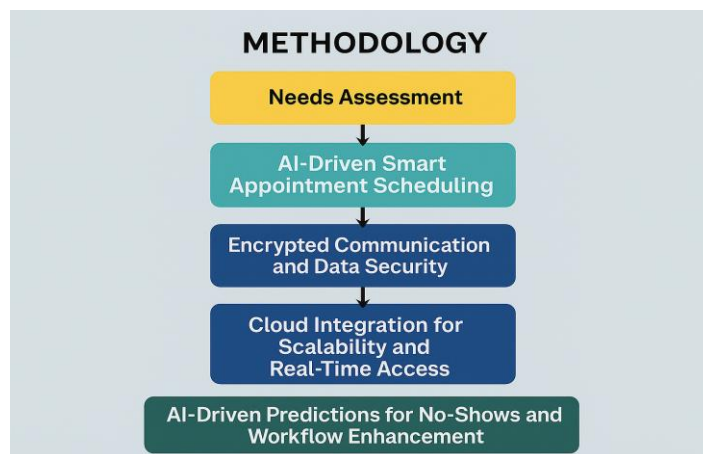 METHODOLOGY
Needs Assessment
AI-Driven Smart
Appointment Scheduling
Encrypted Communication
and Data Security
Cloud Integration for
Scalability and
Real-Time Access
AI-Driven Predictions for No-Shows and
Workflow Enhancement